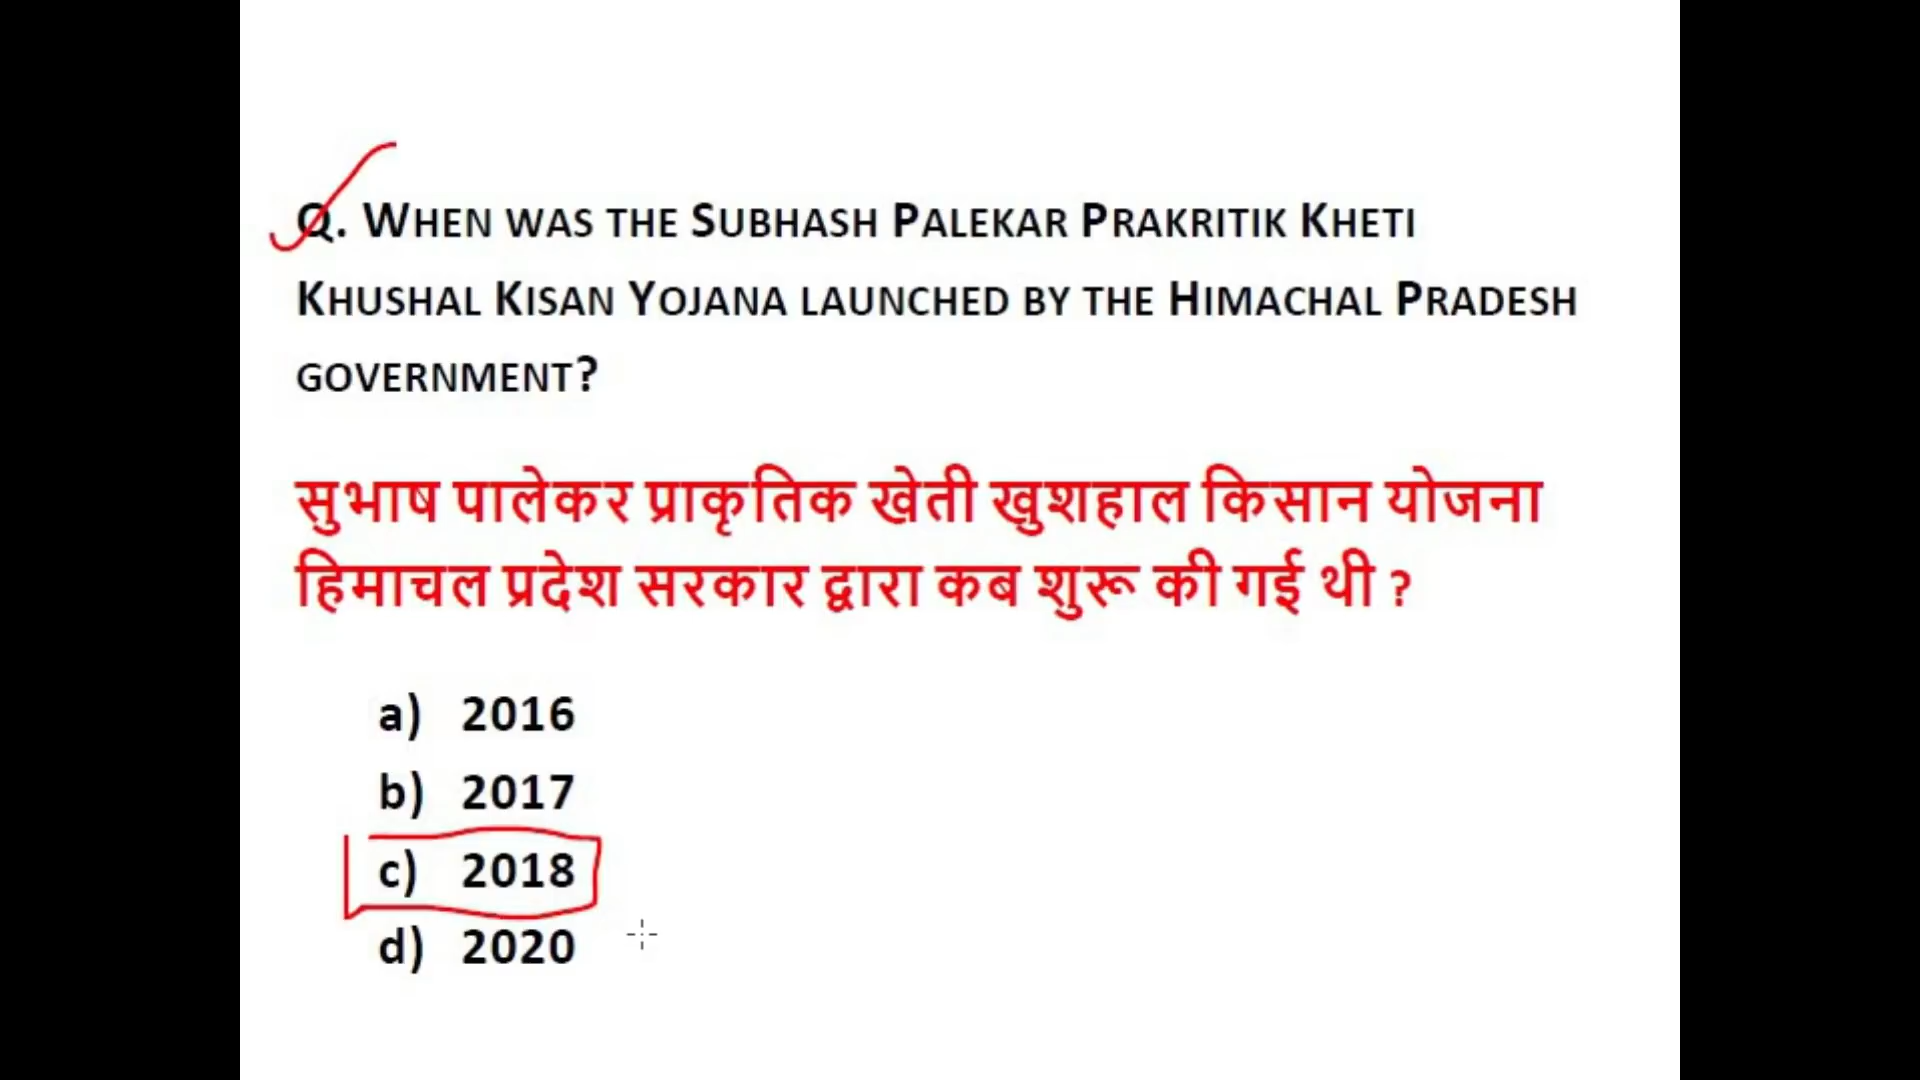 Q. WHEN WAS THE SUBHASH PALEKAR PRAKRITIK KHETI
KHUSHAL KISAN YOJANA LAUNCHED BY THE HIMACHAL PRADESH
GOVERNMENT?
सुभाष पालेकर प्राकृतिक खेती खुशहाल किसान योजना
हिमाचल प्रदेश सरकार द्वारा कब शुरू की गई थी ?
a) 2016
b) 2017
c) 2018
d) 2020